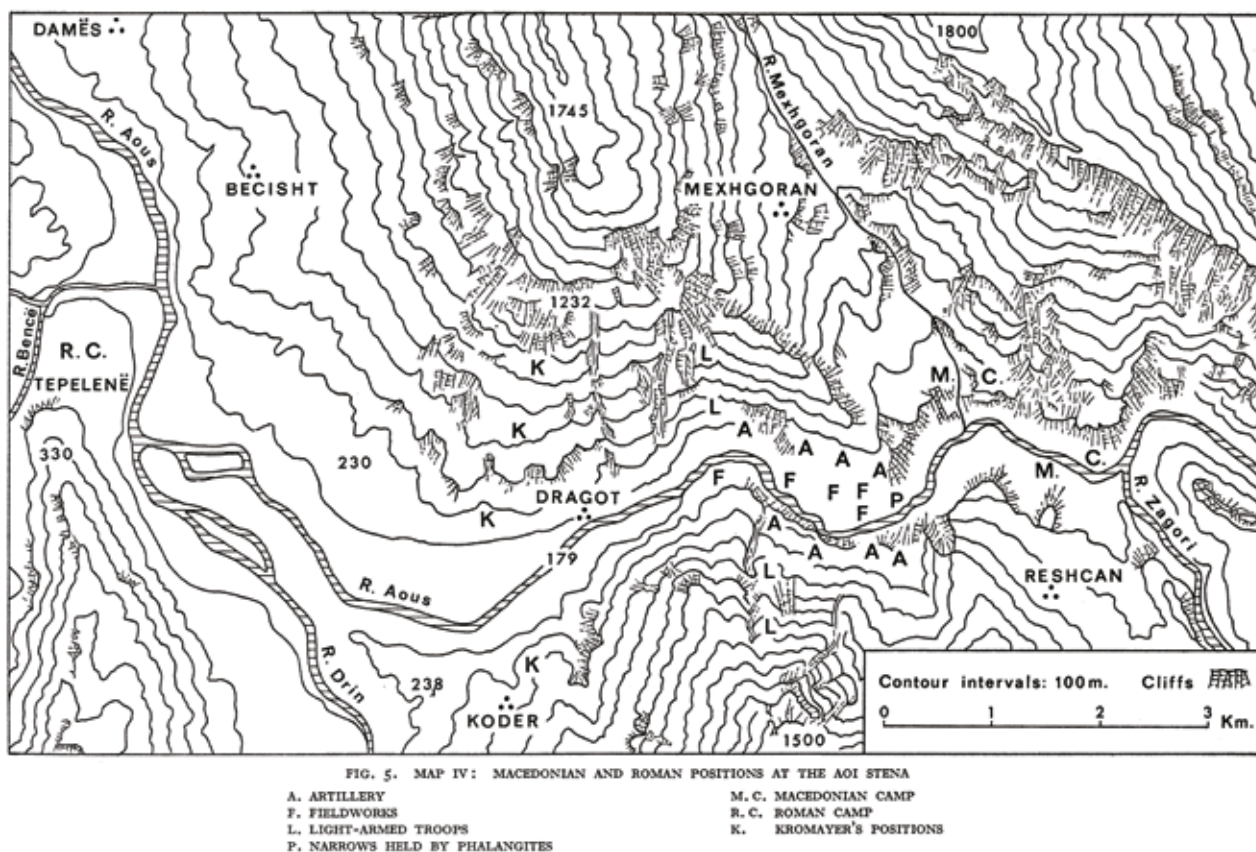 DAMËS
1800
R. Aous
R. Mexhgoran
1745
BECISHT
MEXHGORAN
R. Bencë
1232
R. C.
TEPELENË
K
L
M. C.
L
K
A
A
A
A
330
230
F
F
F
F
P
M. C.
DRAGOT
F
K
A
A
A
A
R. Zagori
179
L
RESHCAN
R. Aous
L
R. Drin
K
238
KODER
1500
Contour intervals: 100m. Cliffs
0 1 2 3 Km.
FIG. 5. MAP IV: MACEDONIAN AND ROMAN POSITIONS AT THE AOI STENA
A. ARTILLERY
F. FIELDWORKS
L. LIGHT-ARMED TROOPS
P. NARROWS HELD BY PHALANGITES
M. C. MACEDONIAN CAMP
R. C. ROMAN CAMP
K. KROMAYER'S POSITIONS